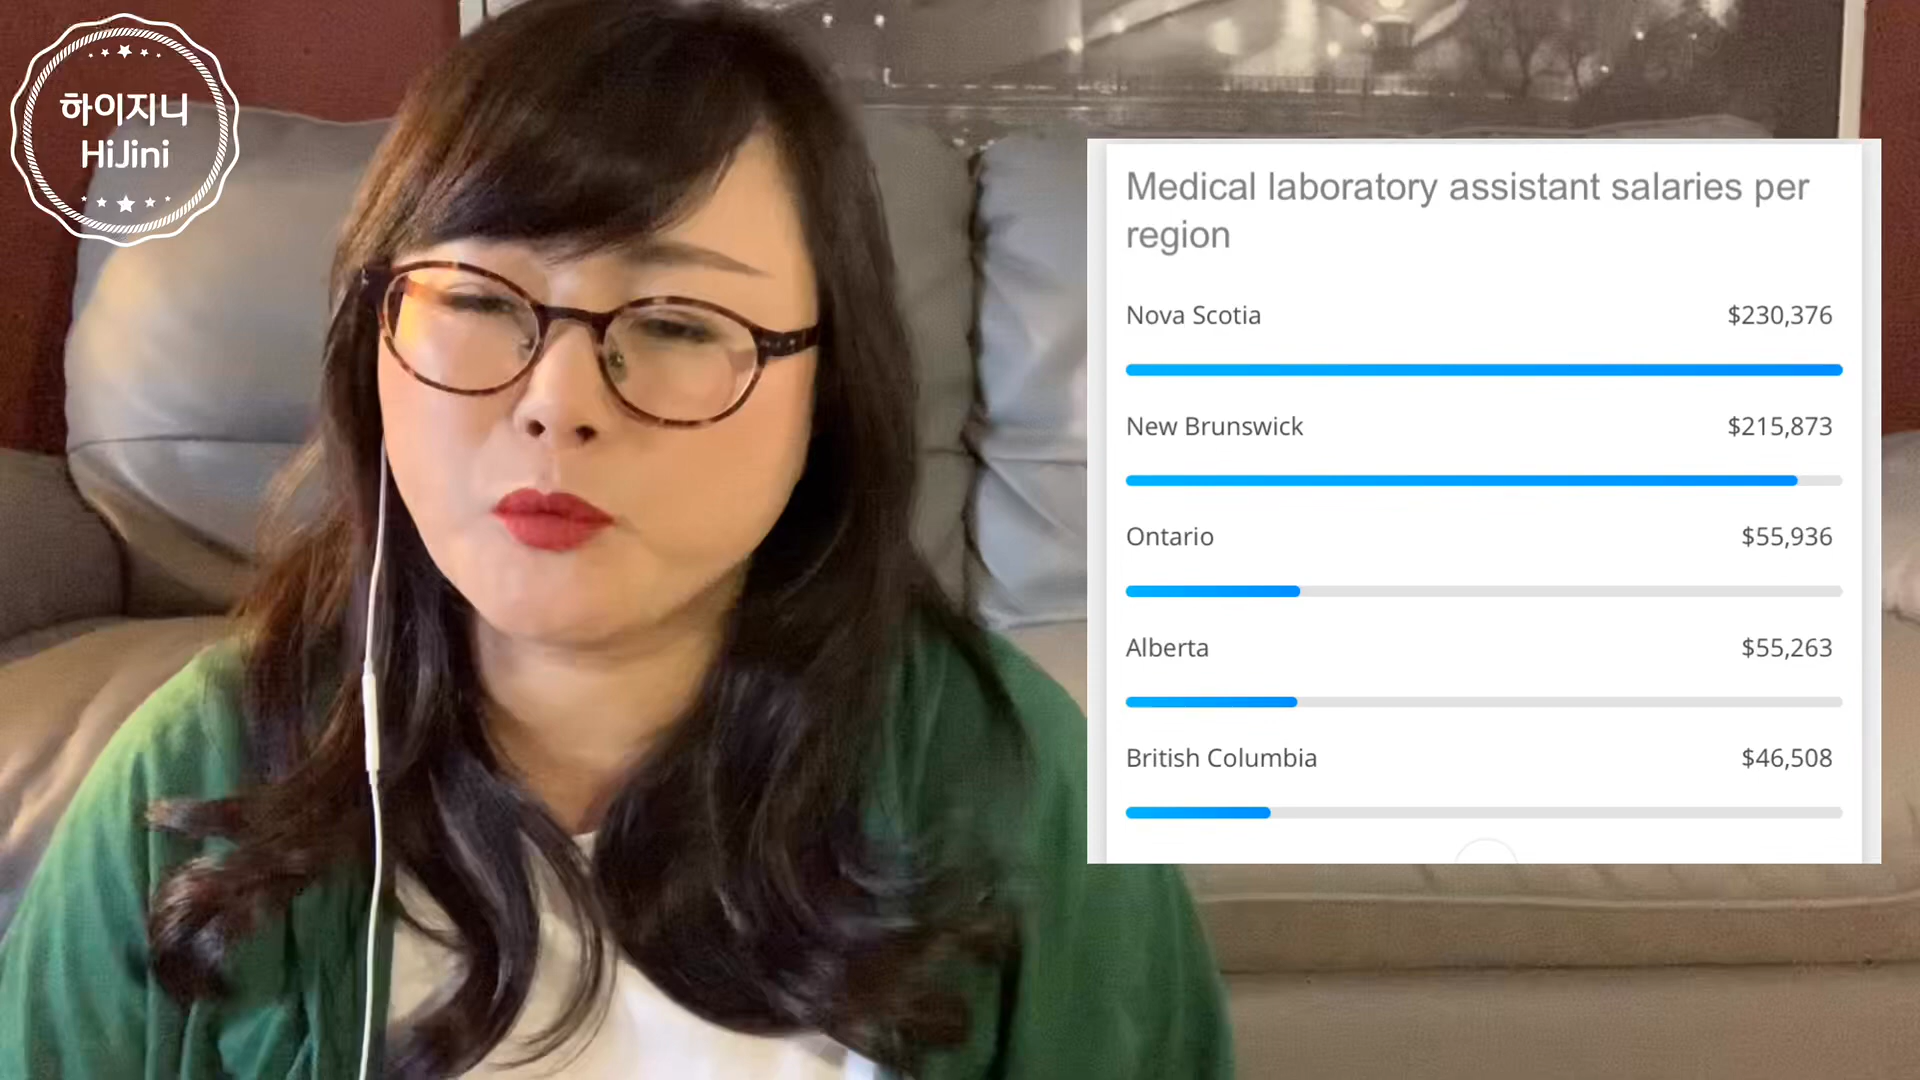 하이지니
HiJini
Medical laboratory assistant salaries per
region
Nova Scotia $230,376
New Brunswick $215,873
Ontario $55,936
Alberta $55,263
British Columbia $46,508